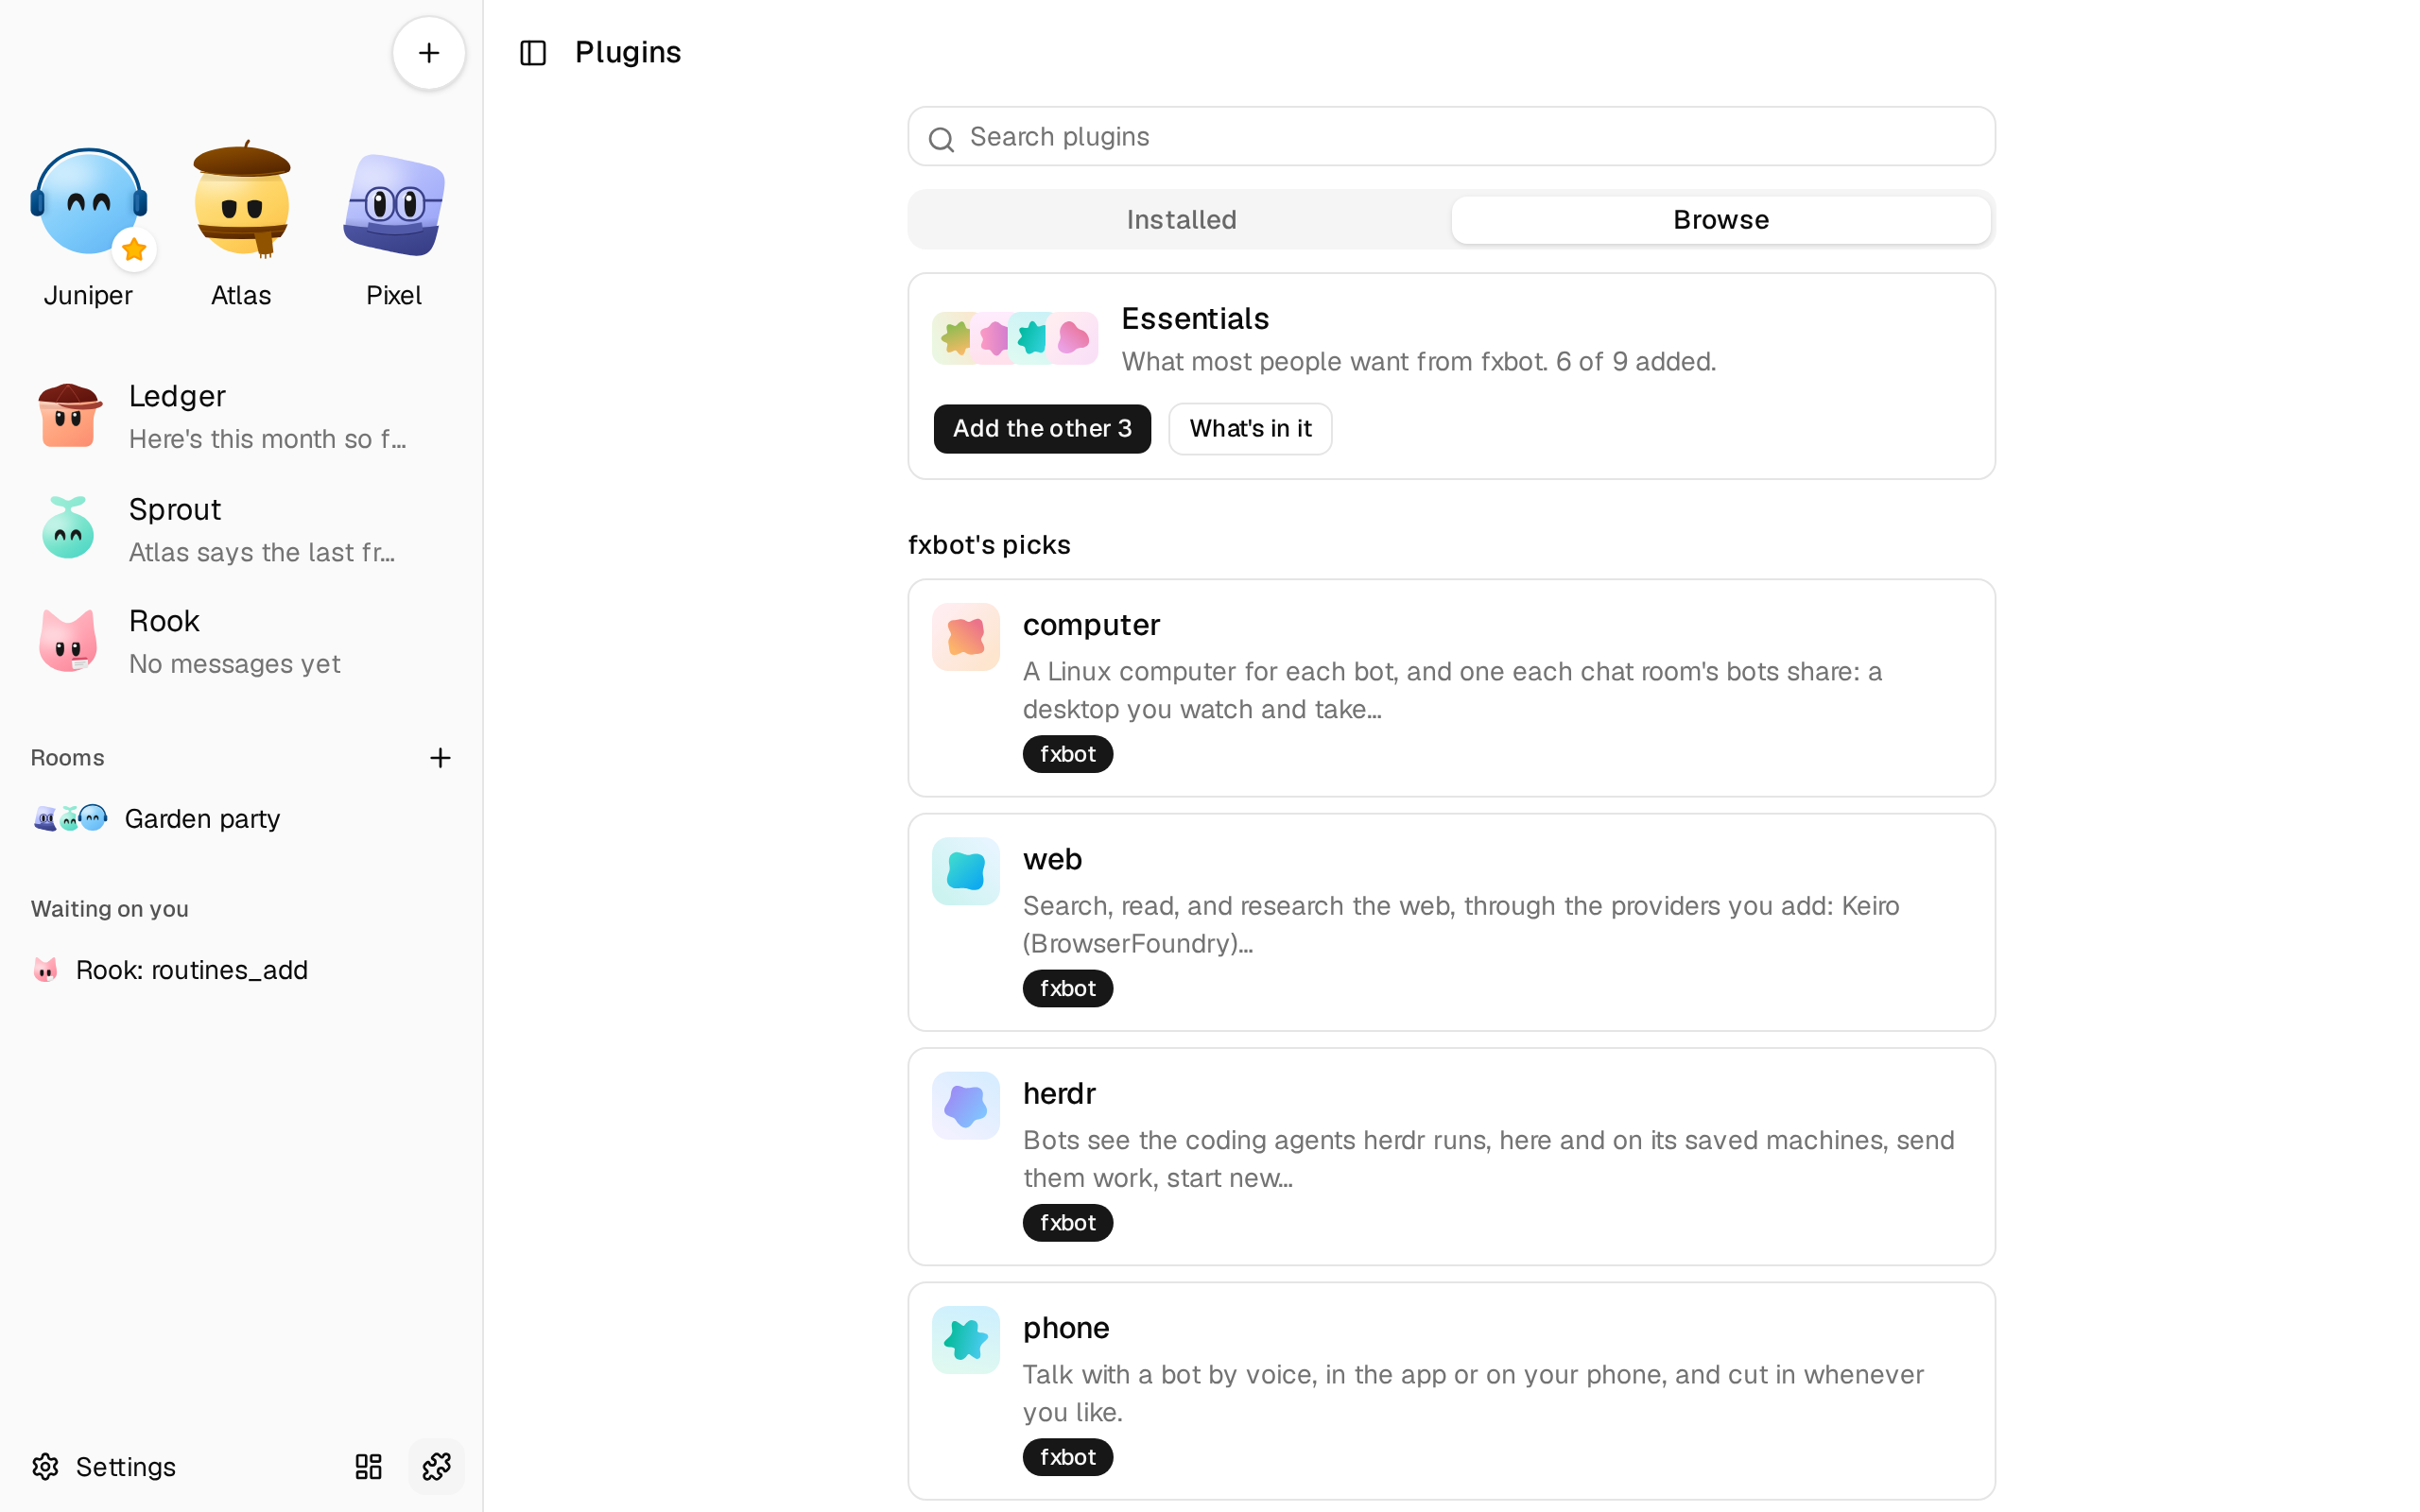 Plugins
Juniper
Atlas
Pixel
Ledger
Here's this month so f...
Sprout
Atlas says the last fr...
Rook
No messages yet
Rooms
Garden party
Waiting on you
Rook: routines_add
Settings
Search plugins
Installed
Browse
Essentials
What most people want from fxbot. 6 of 9 added.
Add the other 3
What's in it
fxbot's picks
computer
A Linux computer for each bot, and one each chat room's bots share: a
desktop you watch and take...
fxbot
web
Search, read, and research the web, through the providers you add: Keiro
(BrowserFoundry)...
fxbot
herdr
Bots see the coding agents herdr runs, here and on its saved machines, send
them work, start new...
fxbot
phone
Talk with a bot by voice, in the app or on your phone, and cut in whenever
you like.
fxbot